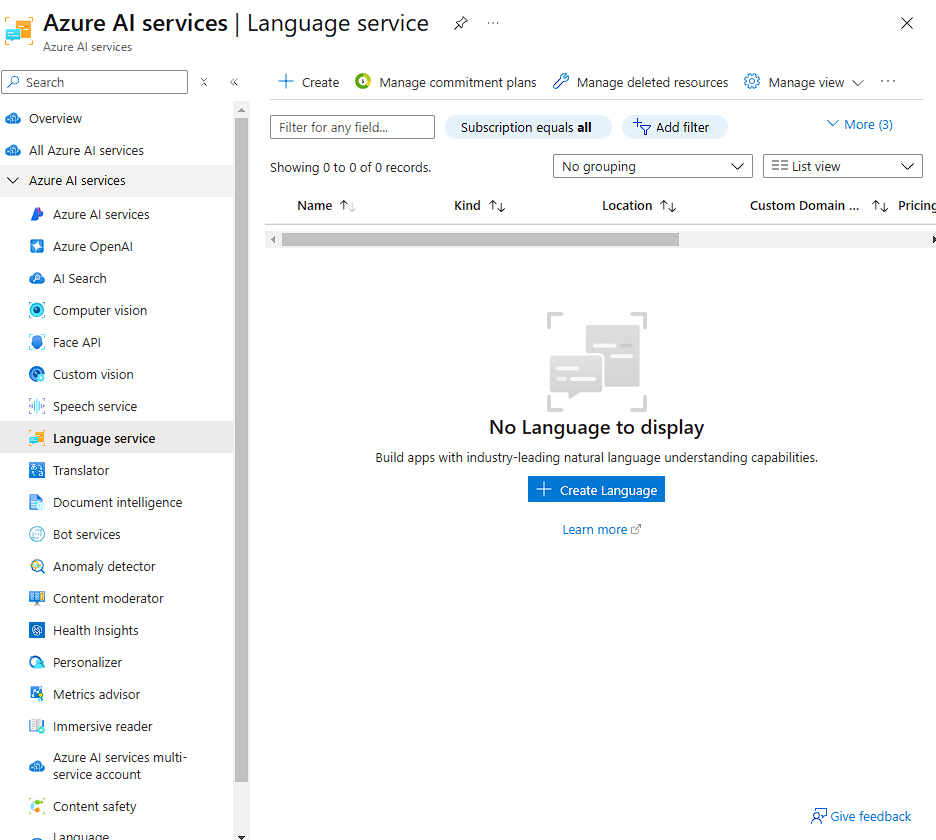 Azure AI services | Language service
Azure AI services
Search
Overview
All Azure AI services
Azure AI services
Azure AI services
Azure OpenAI
AI Search
Computer vision
Face API
Custom vision
Speech service
Language service
Translator
Document intelligence
Bot services
Anomaly detector
Content moderator
Health Insights
Personalizer
Metrics advisor
Immersive reader
Azure AI services multi-
service account
Content safety
Language
Create Manage commitment plans Manage deleted resources Manage view
Filter for any field... Subscription equals all Add filter More (3)
Showing 0 to 0 of 0 records. No grouping List view
Name Kind Location Custom Domain ... Pricing
No Language to display
Build apps with industry-leading natural language understanding capabilities.
Create Language
Learn more
Give feedback